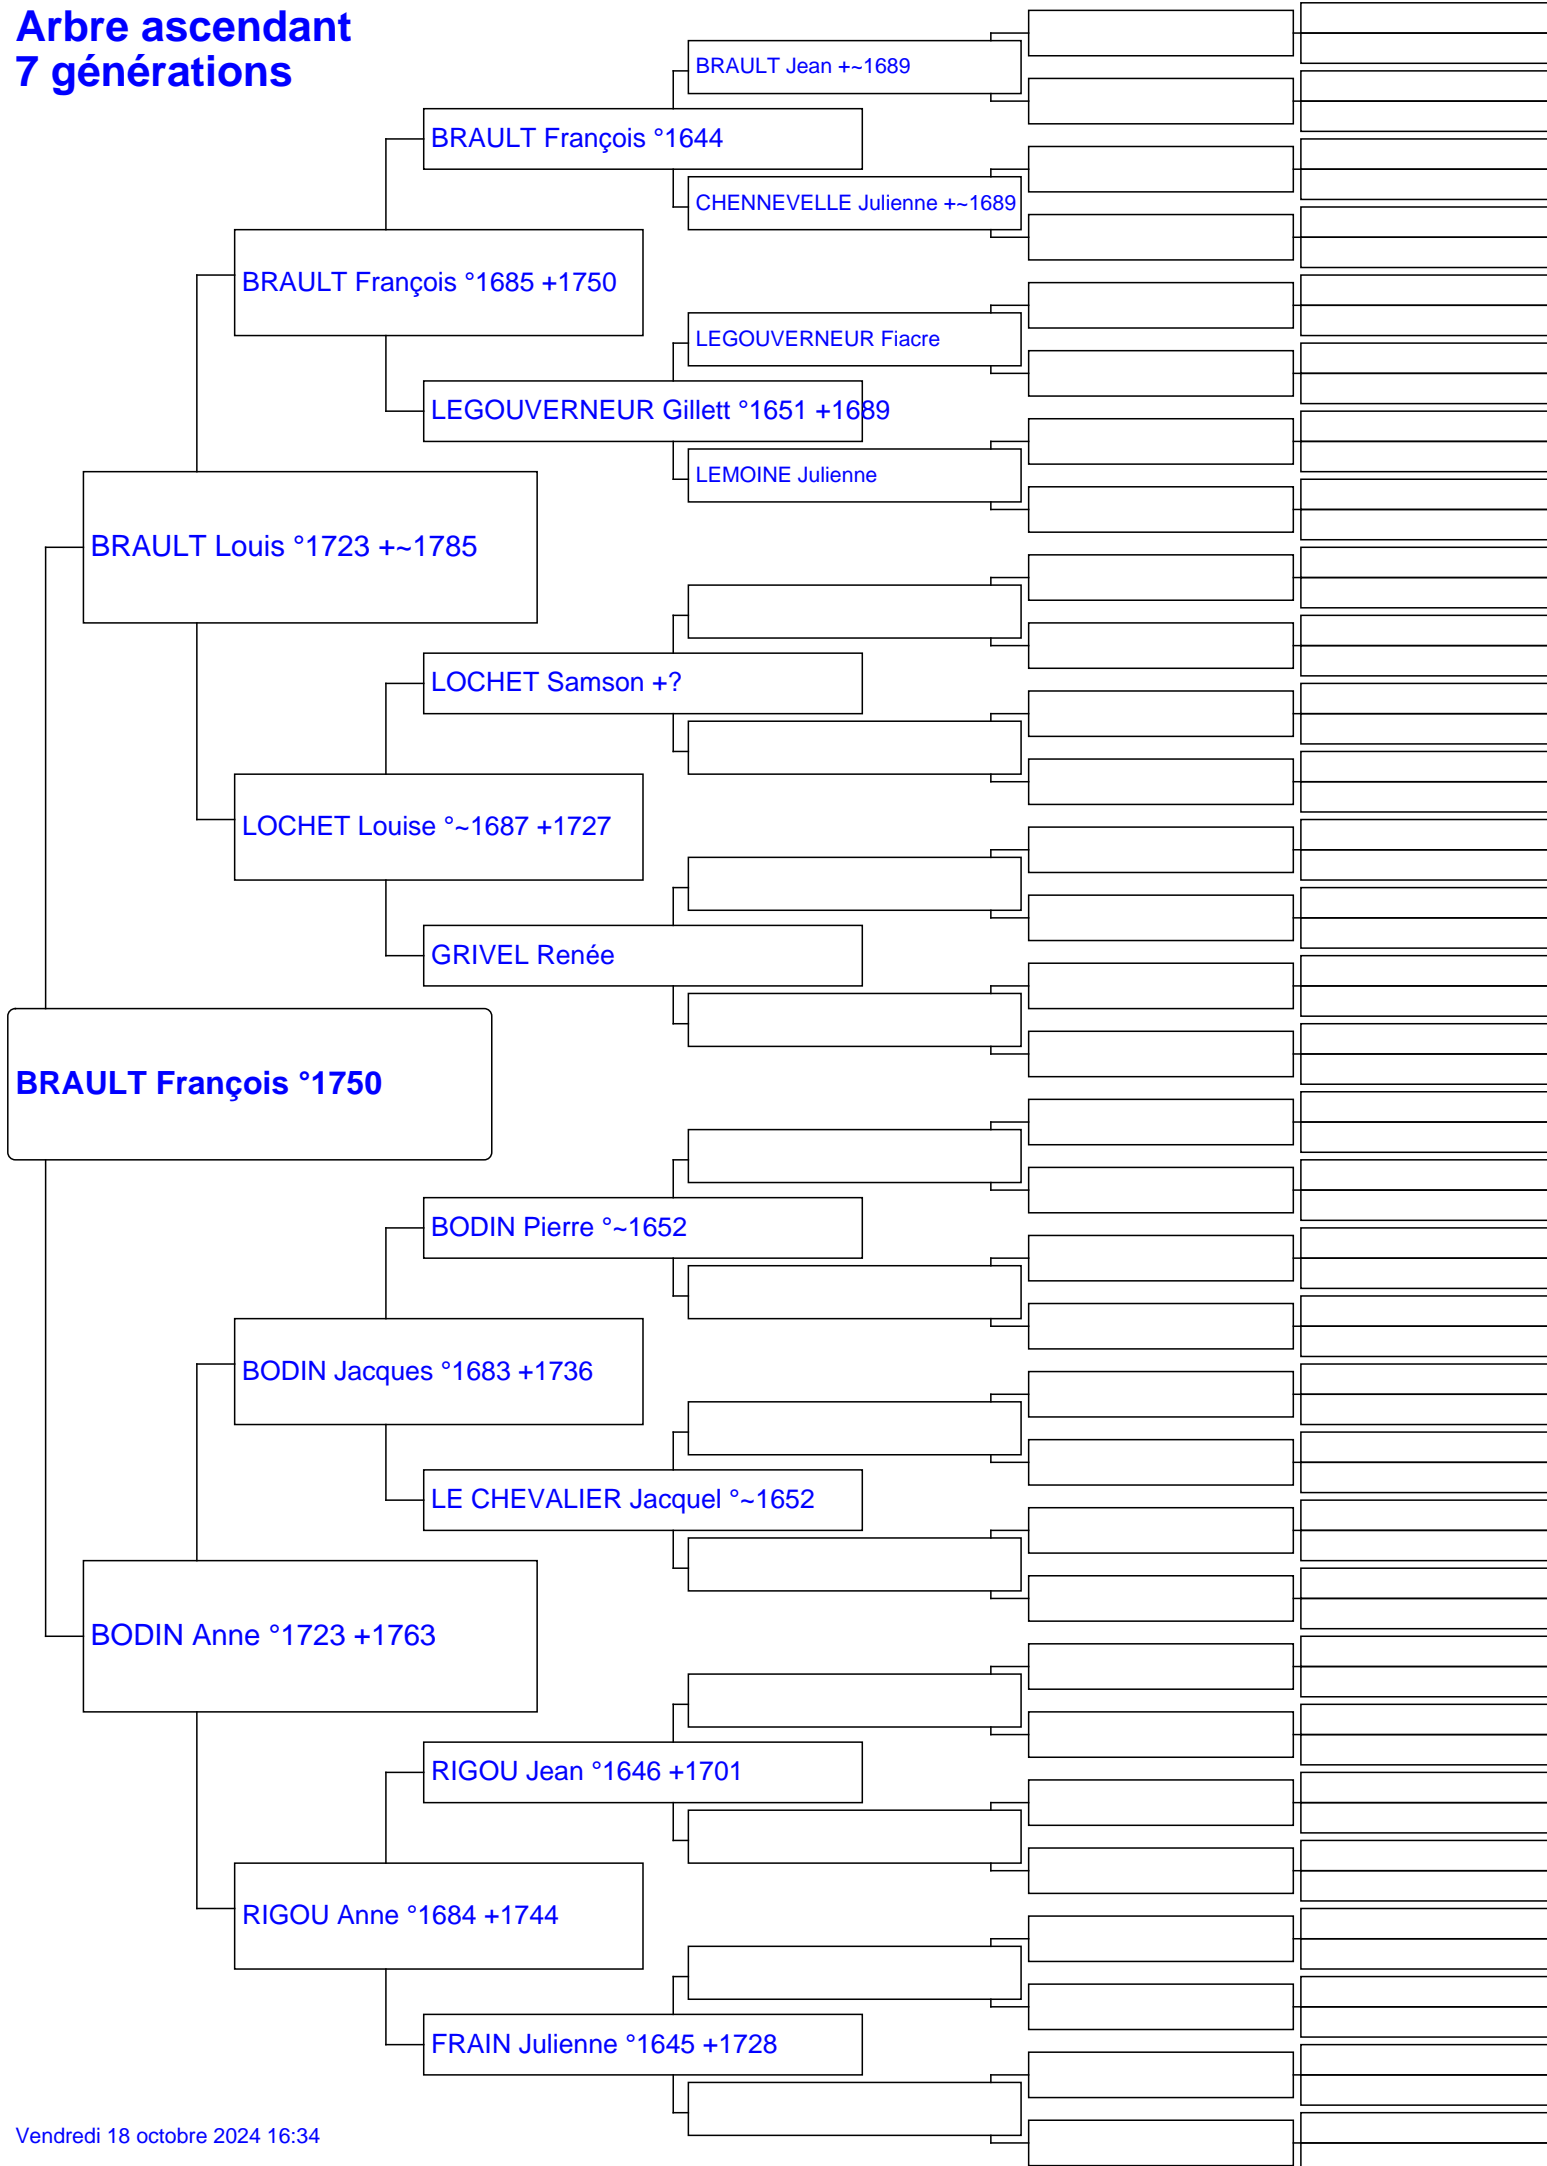 Arbre ascendant
7 générations
BRAULT Jean +~1689
BRAULT François °1644
CHENNEVELLE Julienne +~1689
BRAULT François °1685 +1750
LEGOUVERNEUR Fiacre
LEGOUVERNEUR Gillett °1651 +1689
LEMOINE Julienne
BRAULT Louis °1723 +~1785
LOCHET Samson +?
LOCHET Louise °~1687 +1727
GRIVEL Renée
BRAULT François °1750
BODIN Pierre °~1652
BODIN Jacques °1683 +1736
LE CHEVALIER Jacquel °~1652
BODIN Anne °1723 +1763
RIGOU Jean °1646 +1701
RIGOU Anne °1684 +1744
FRAIN Julienne °1645 +1728
Vendredi 18 octobre 2024 16:34